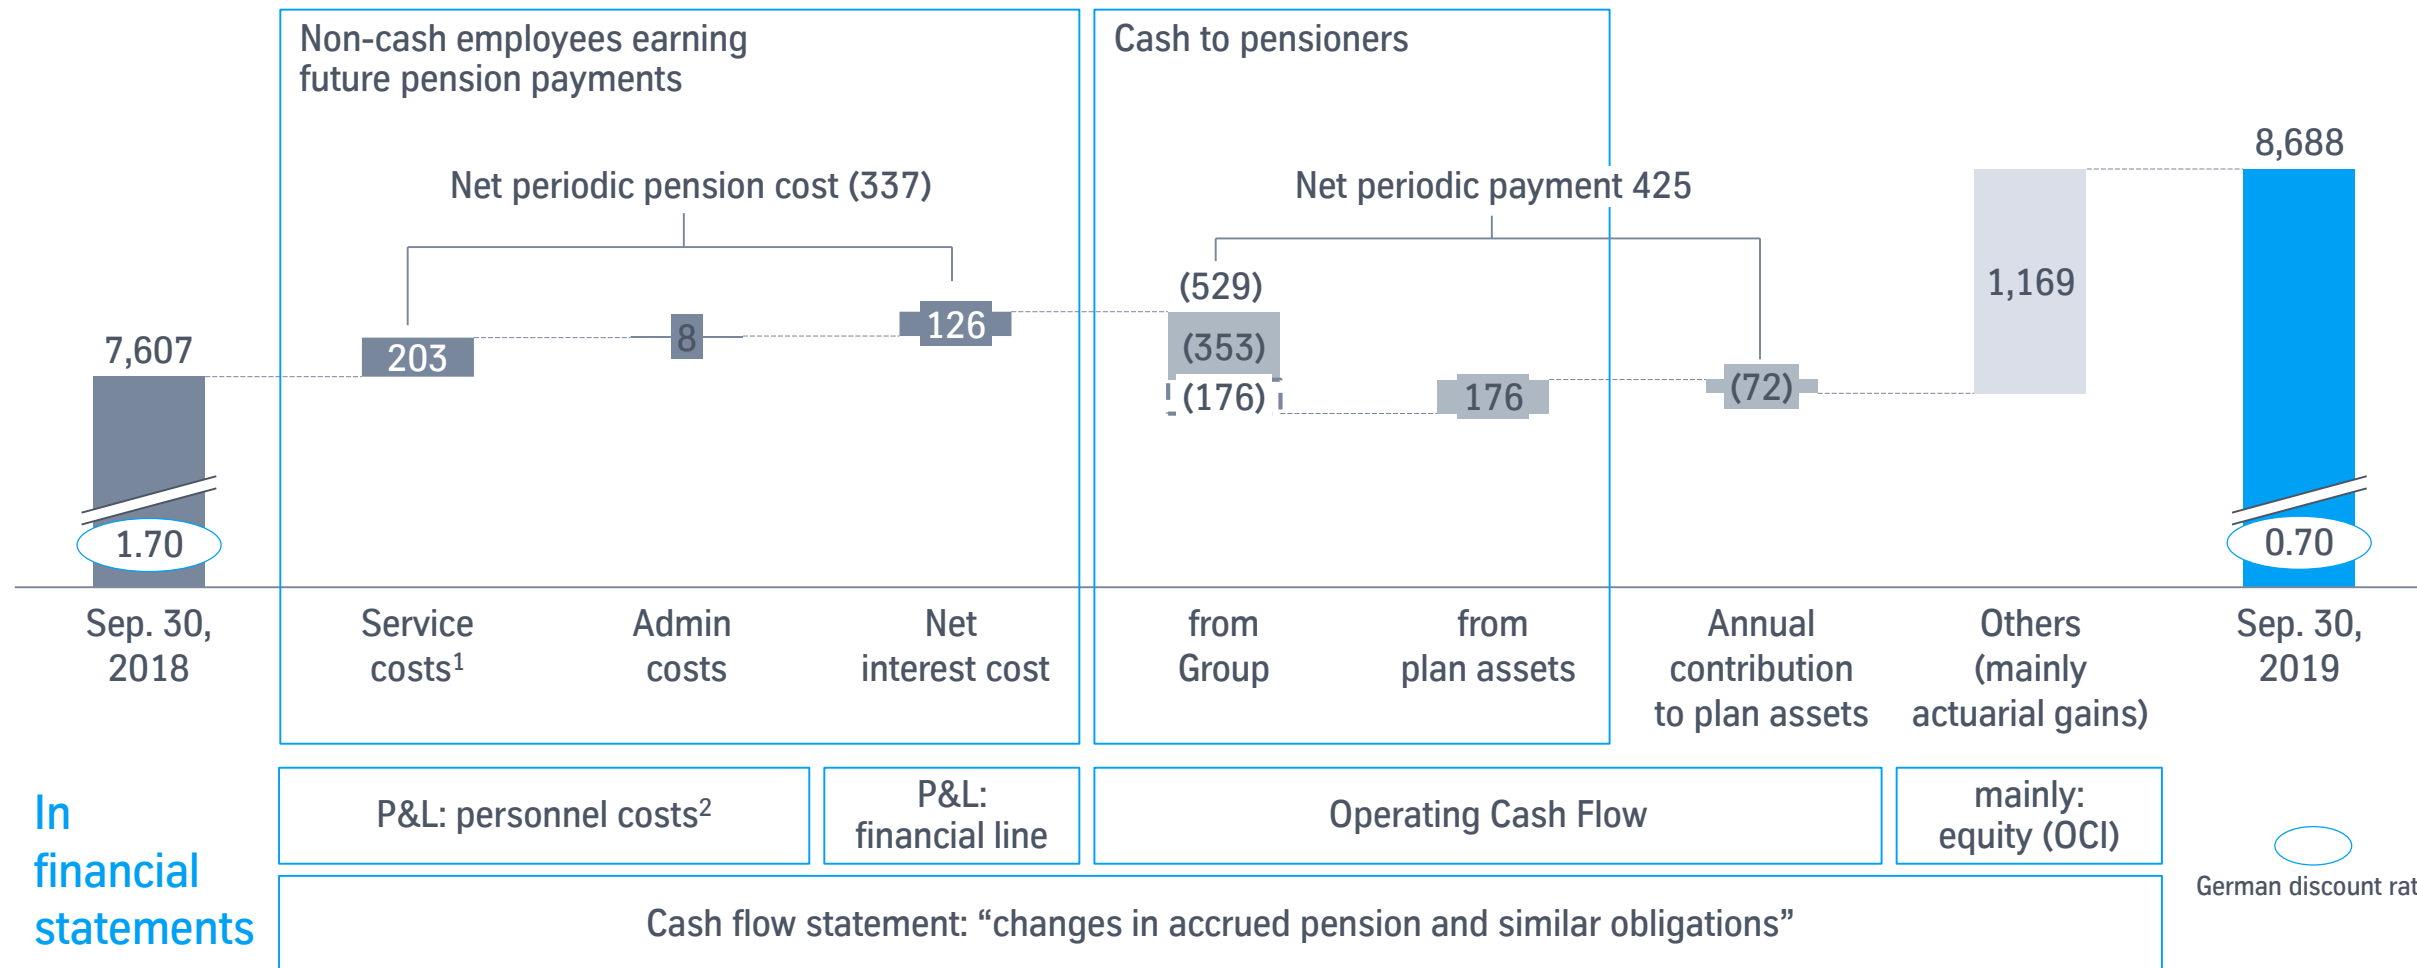 Non-cash employees earning
future pension payments
Cash to pensioners
Net periodic pension cost (337)
Net periodic payment 425
7,607
203
8
126
(529)
(353)
(176)
176
(72)
1,169
8,688
1.70
0.70
Sep. 30,
2018
Service
costs¹
Admin
costs
Net
interest cost
from
Group
from
plan assets
Annual
contribution
to plan assets
Others
(mainly
actuarial gains)
Sep. 30,
2019
In
financial
statements
P&L: personnel costs²
P&L:
financial line
Operating Cash Flow
mainly:
equity (OCI)
German discount rat
Cash flow statement: “changes in accrued pension and similar obligations”